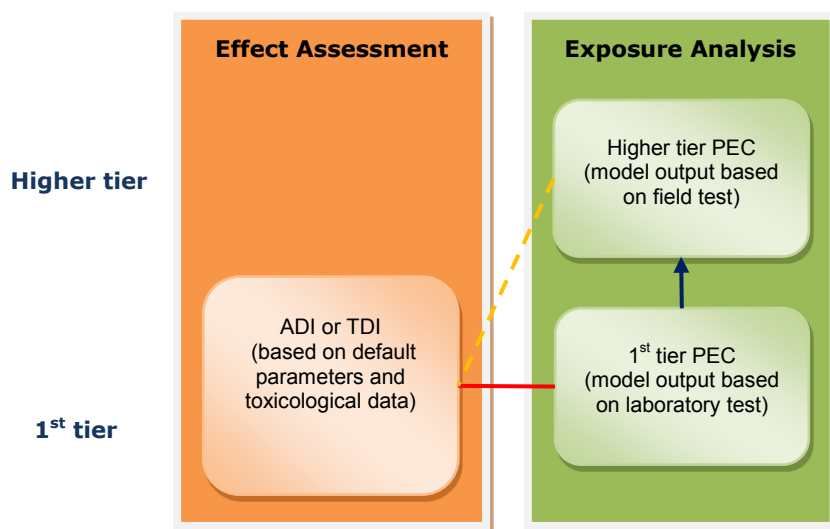 Effect Assessment
Exposure Analysis
Higher tier
Higher tier PEC
(model output based
on field test)
ADI or TDI
(based on default
parameters and
toxicological data)
1st tier PEC
(model output based
on laboratory test)
1st tier